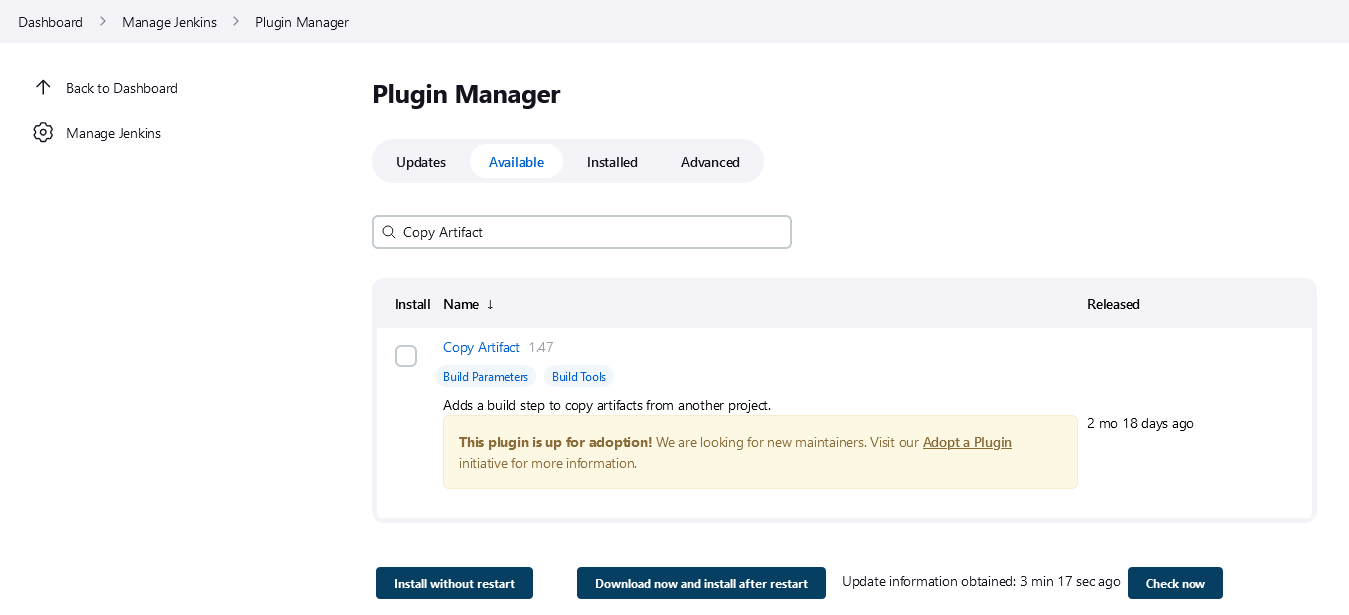 Dashboard > Manage Jenkins > Plugin Manager
Back to Dashboard
Manage Jenkins
Plugin Manager
Updates Available Installed Advanced
Copy Artifact
Install Name ↓ Released
Copy Artifact 1.47
Build Parameters Build Tools
Adds a build step to copy artifacts from another project.
2 mo 18 days ago
This plugin is up for adoption! We are looking for new maintainers. Visit our Adopt a Plugin
initiative for more information.
Install without restart Download now and install after restart Update information obtained: 3 min 17 sec ago Check now